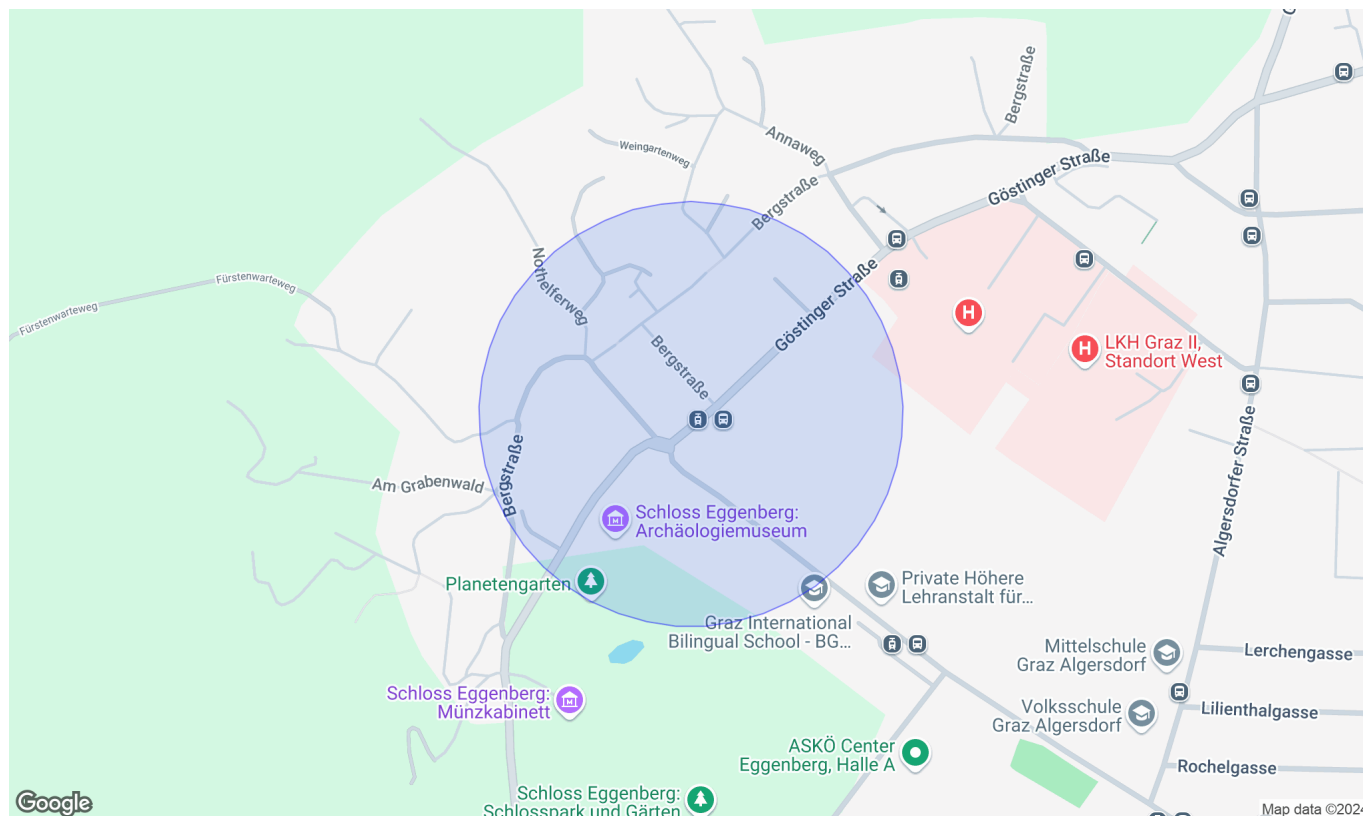 Bergstraße
Annaweg
Weingartenweg
Göstinger Straße
Bergstraße
Nothelferweg
Göstinger Straße
Fürstenwarteweg
Fürstenwarteweg
H
H
LKH Graz II,
Standort West
Bergstraße
Algersdorfer Straße
Bergstraße
Am Grabenwald
Schloss Eggenberg:
Archäologiemuseum
Planetengarten
Private Höhere
Lehranstalt für...
Graz International
Bilingual School - BG...
Mittelschule
Graz Algersdorf
Lerchengasse
Schloss Eggenberg:
Münzkabinett
Volksschule
Graz Algersdorf
Lilienthalgasse
ASKÖ Center
Eggenberg, Halle A
Rochelgasse
Schloss Eggenberg:
Schlosspark und Gärten
Google
Map data ©2024